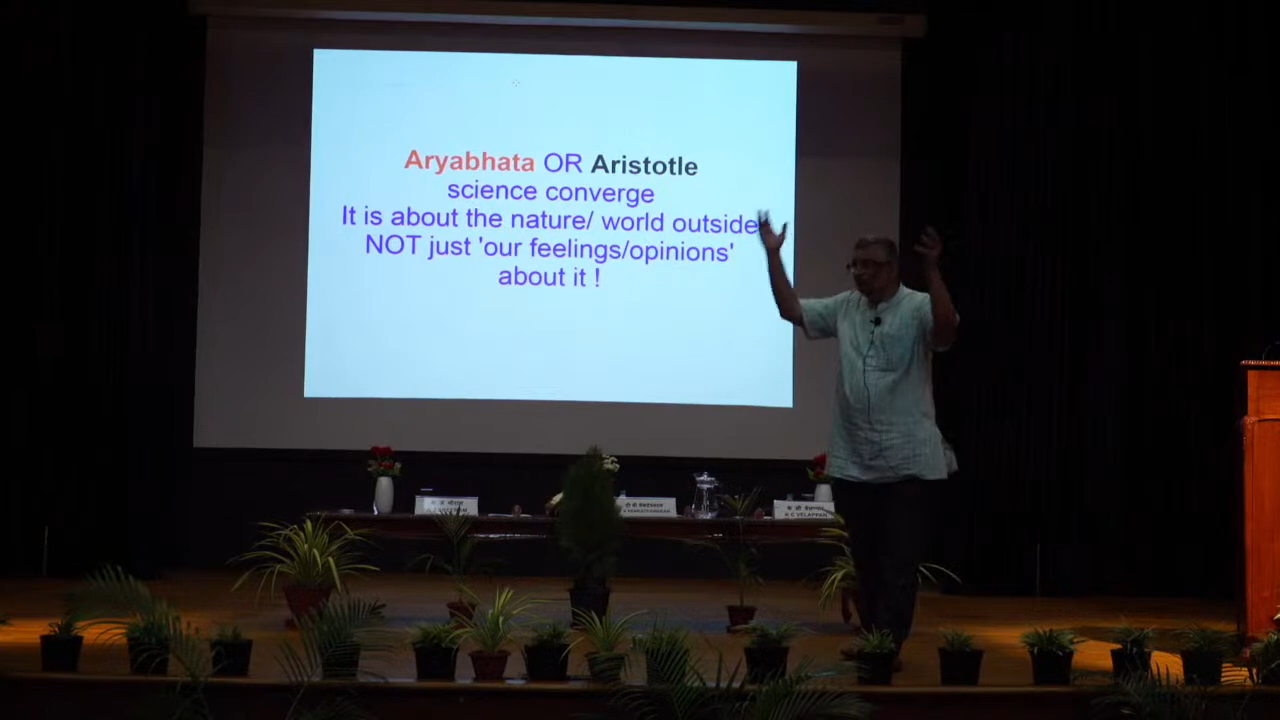 Aryabhata OR Aristotle
science converge
It is about the nature/ world outside
NOT just 'our feelings/opinions'
about it !
K C VELAPPAN